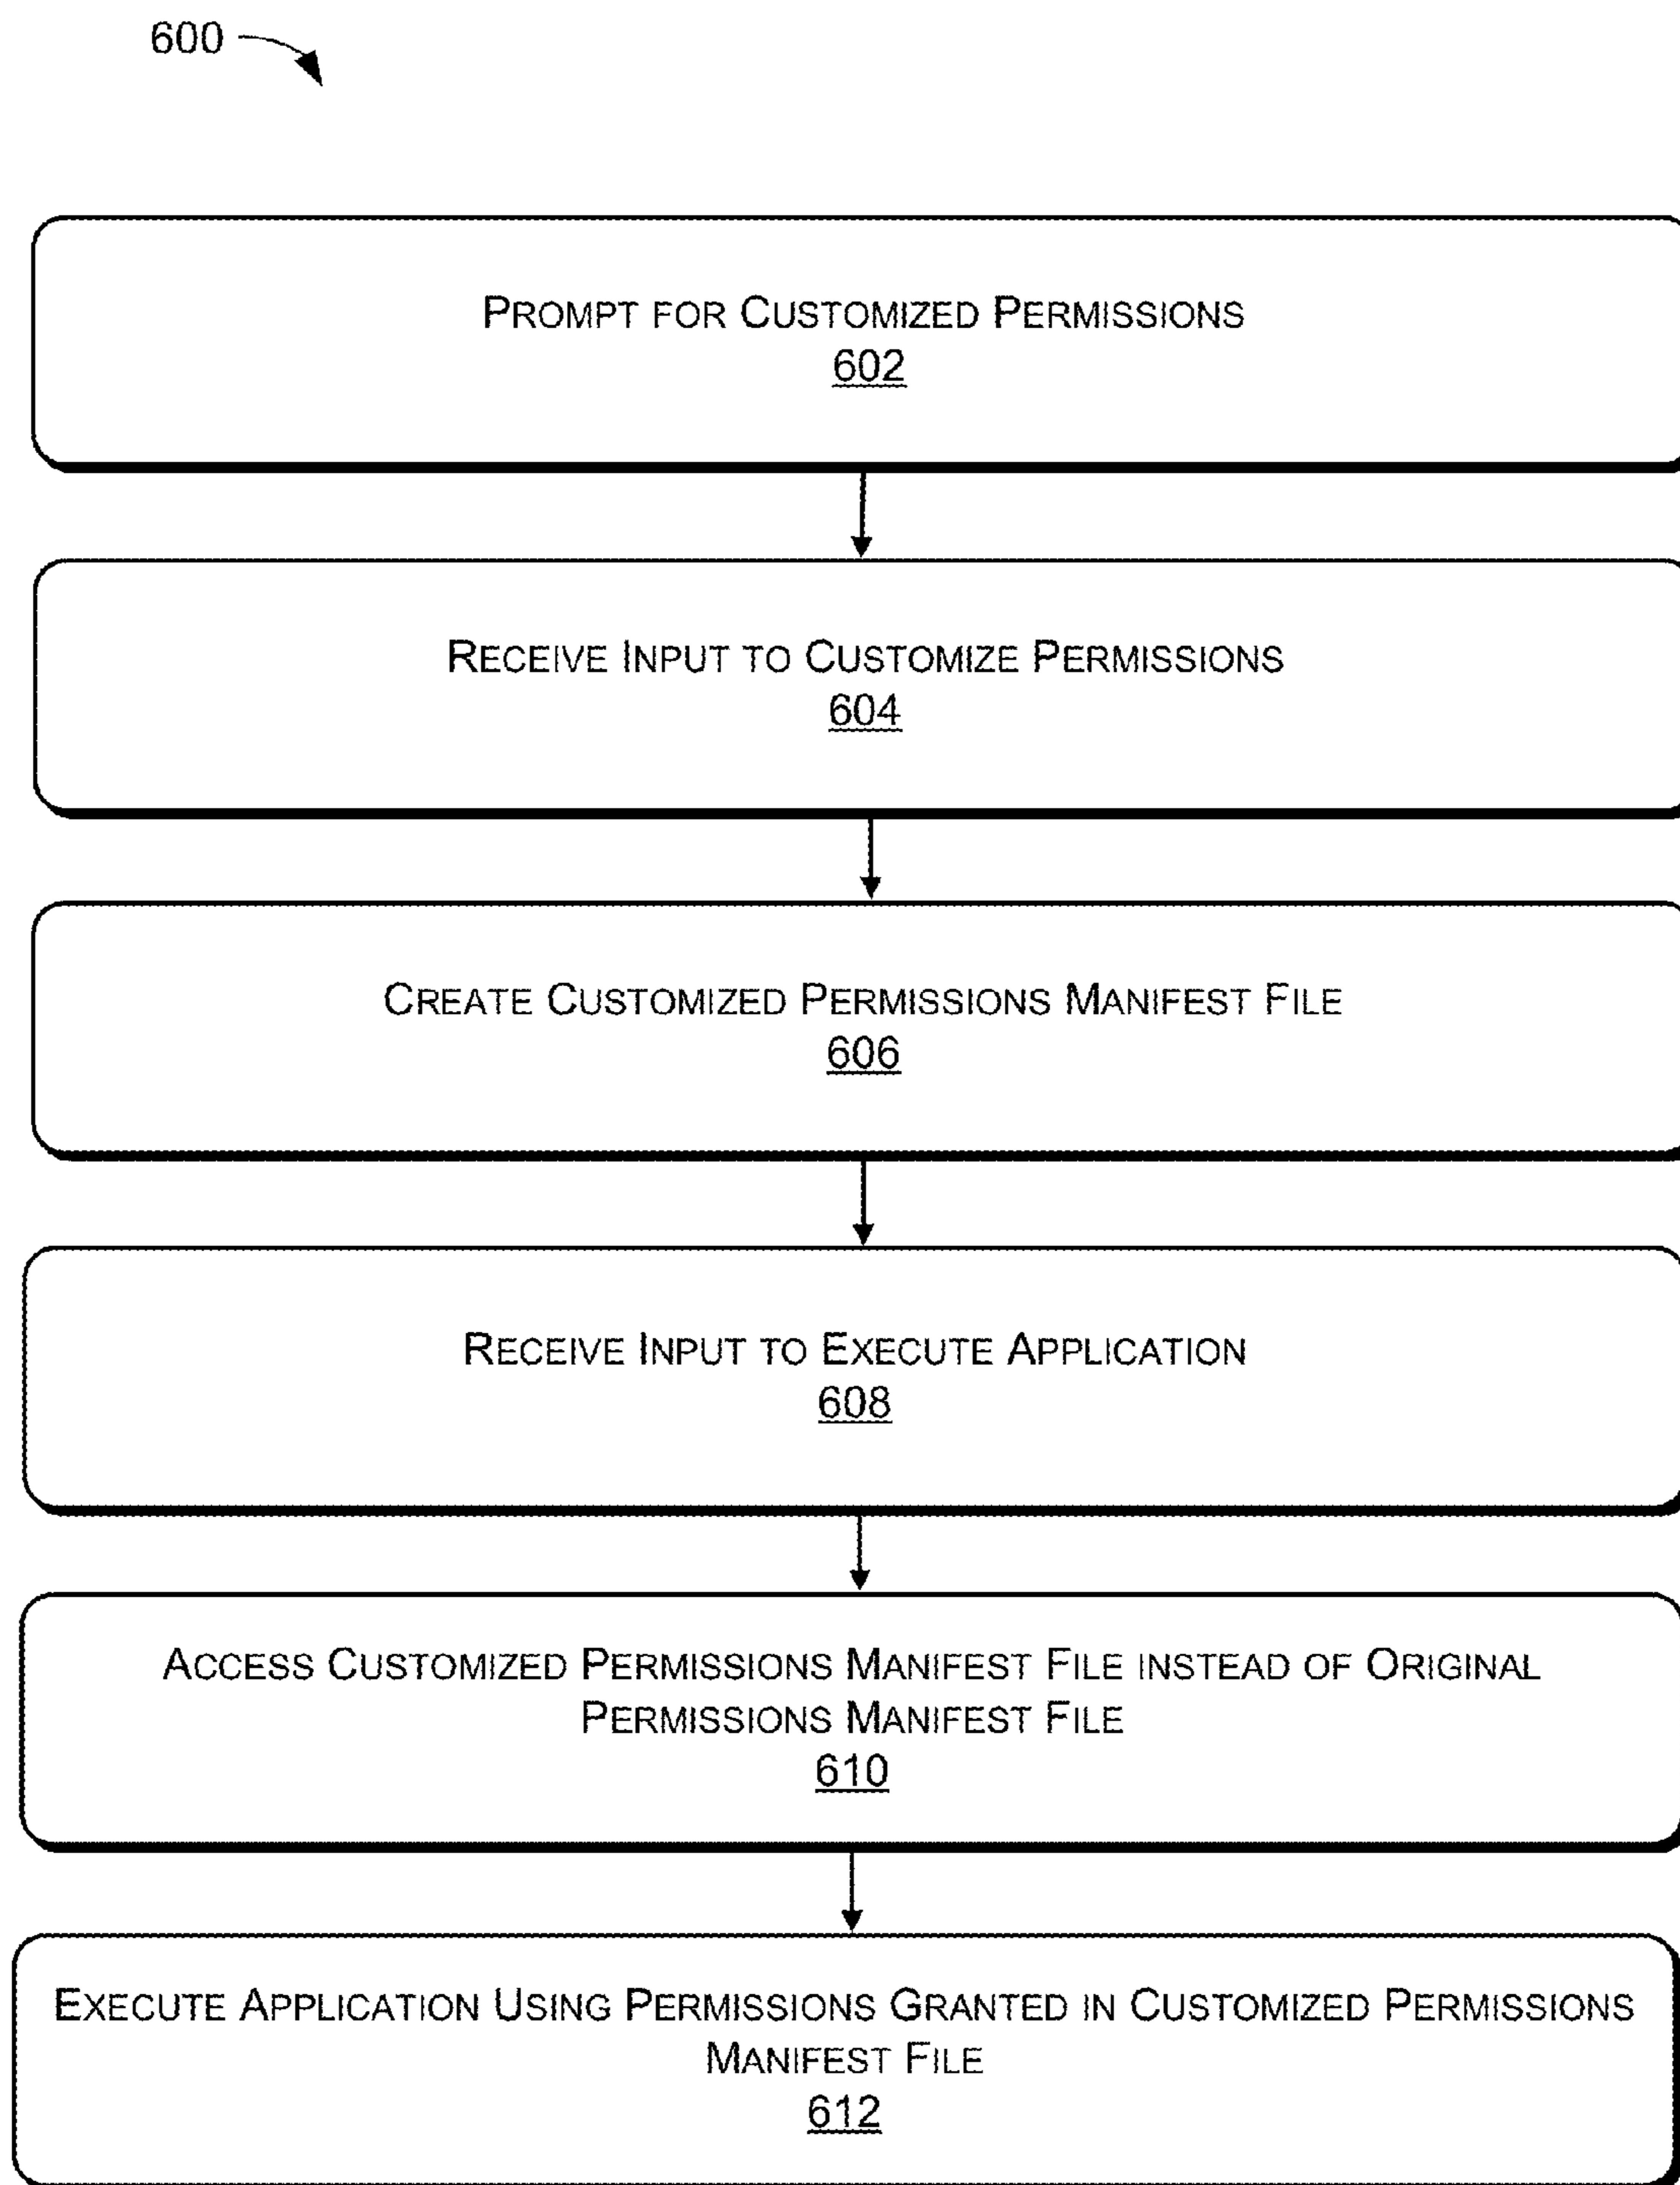 600
PROMPT FOR CUSTOMIZED PERMISSIONS
602
RECEIVE INPUT TO CUSTOMIZE PERMISSIONS
604
CREATE CUSTOMIZED PERMISSIONS MANIFEST FILE
606
RECEIVE INPUT TO EXECUTE APPLICATION
608
ACCESS CUSTOMIZED PERMISSIONS MANIFEST FILE INSTEAD OF ORIGINAL
PERMISSIONS MANIFEST FILE
610
EXECUTE APPLICATION USING PERMISSIONS GRANTED IN CUSTOMIZED PERMISSIONS
MANIFEST FILE
612